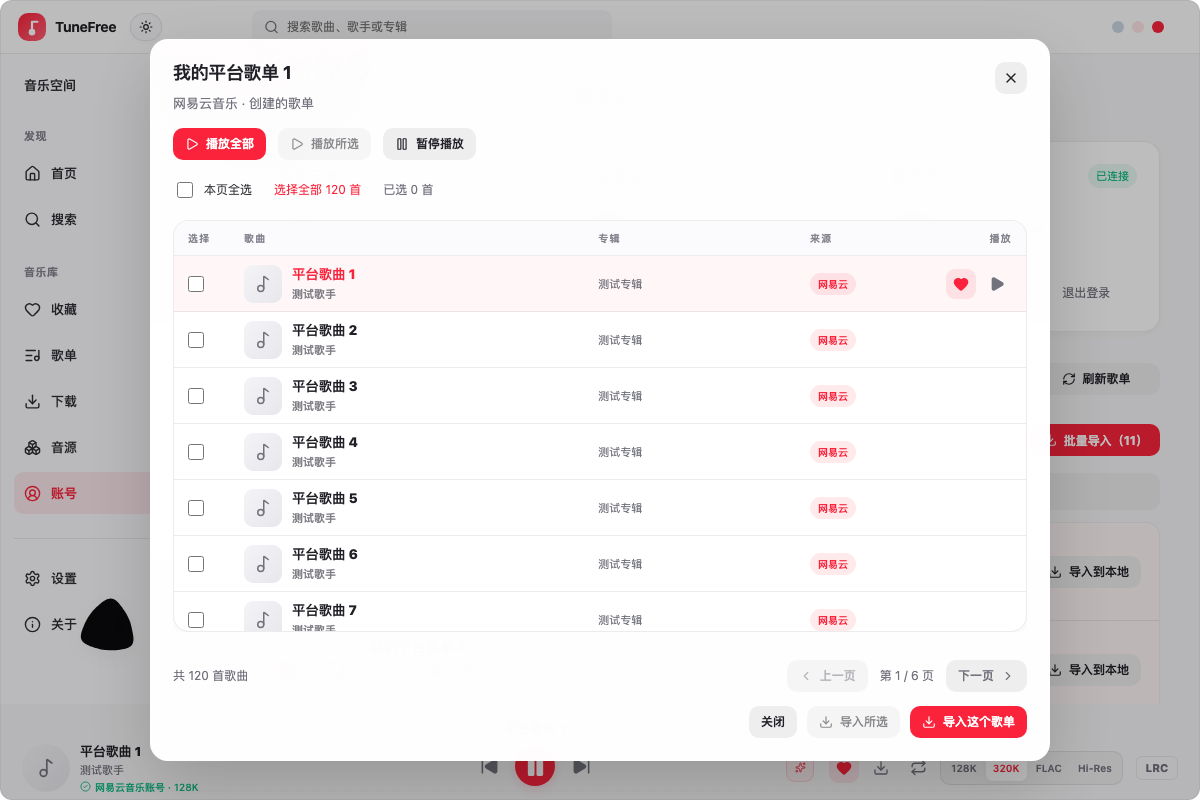 TuneFree
搜索歌曲、歌手或专辑
音乐空间
发现
首页
搜索
音乐库
收藏
歌单
下载
音源
账号
设置
关于
我的平台歌单 1
网易云音乐 · 创建的歌单
播放全部
播放所选
暂停播放
本页全选 选择全部 120 首 已选 0 首
选择 歌曲 专辑 来源 播放
平台歌曲 1
测试歌手
测试专辑
网易云
平台歌曲 2
测试歌手
测试专辑
网易云
平台歌曲 3
测试歌手
测试专辑
网易云
平台歌曲 4
测试歌手
测试专辑
网易云
平台歌曲 5
测试歌手
测试专辑
网易云
平台歌曲 6
测试歌手
测试专辑
网易云
平台歌曲 7
测试歌手
测试专辑
网易云
共 120 首歌曲
上一页 第 1 / 6 页 下一页
关闭 导入所选 导入这个歌单
已连接
退出登录
刷新歌单
批量导入（11）
导入到本地
导入到本地
平台歌曲 1
测试歌手
网易云音乐账号 · 128K
128K 320K FLAC Hi-Res LRC